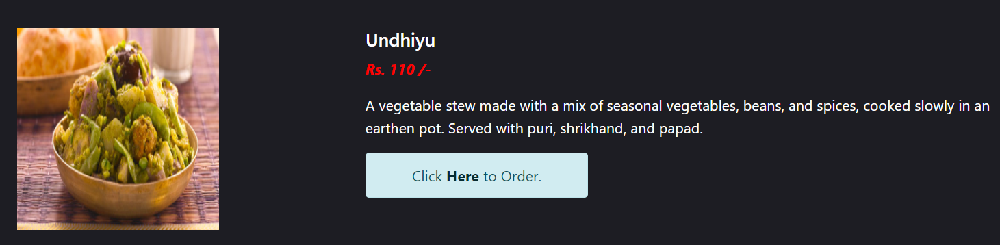 Undhiyu
Rs. 110 /-
A vegetable stew made with a mix of seasonal vegetables, beans, and spices, cooked slowly in an
earthen pot. Served with puri, shrikhand, and papad.
Click Here to Order.